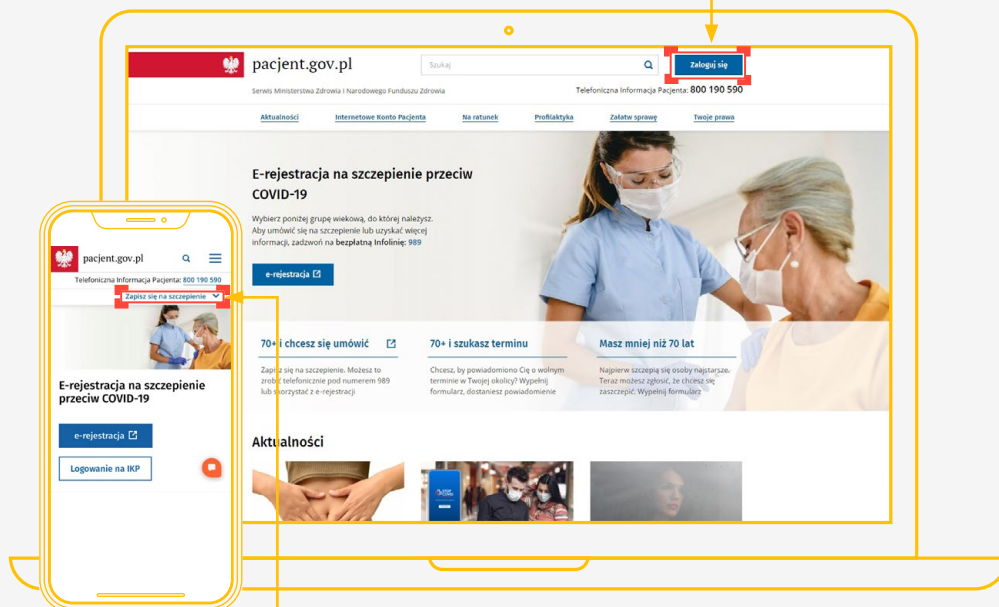 pacjent.gov.pl
Szukaj
Zaloguj się
Serwis Ministerstwa Zdrowia i Narodowego Funduszu Zdrowia
Telefoniczna Informacja Pacjenta: 800 190 590
Aktualności
Internetowe Konto Pacjenta
Na ratunek
Profilaktyka
Załatw sprawę
Twoje prawa
E-rejestracja na szczepienie przeciw
COVID-19
Wybierz poniżej grupę wiekową, do której należysz.
Aby umówić się na szczepienie lub uzyskać więcej
informacji, zadzwoń na bezpłatną Infolinię: 989
e-rejestracja
70+ i chcesz się umówić
Zapisz się na szczepienie. Możesz to
zrobić telefonicznie pod numerem 989
lub skorzystać z e-rejestracji
70+ i szukasz terminu
Chcesz, by powiadomiono Cię o wolnym
terminie w Twojej okolicy? Wypełnij
formularz, dostaniesz powiadomienie
Masz mniej niż 70 lat
Najpierw szczepią się osoby najstarsze.
Teraz możesz zgłosić, że chcesz się
zaszczepić. Wypełnij formularz
Aktualności
pacjent.gov.pl
Telefoniczna Informacja Pacjenta: 800 190 590
Zapisz się na szczepienie
E-rejestracja na szczepienie
przeciw COVID-19
e-rejestracja
Logowanie na IKP